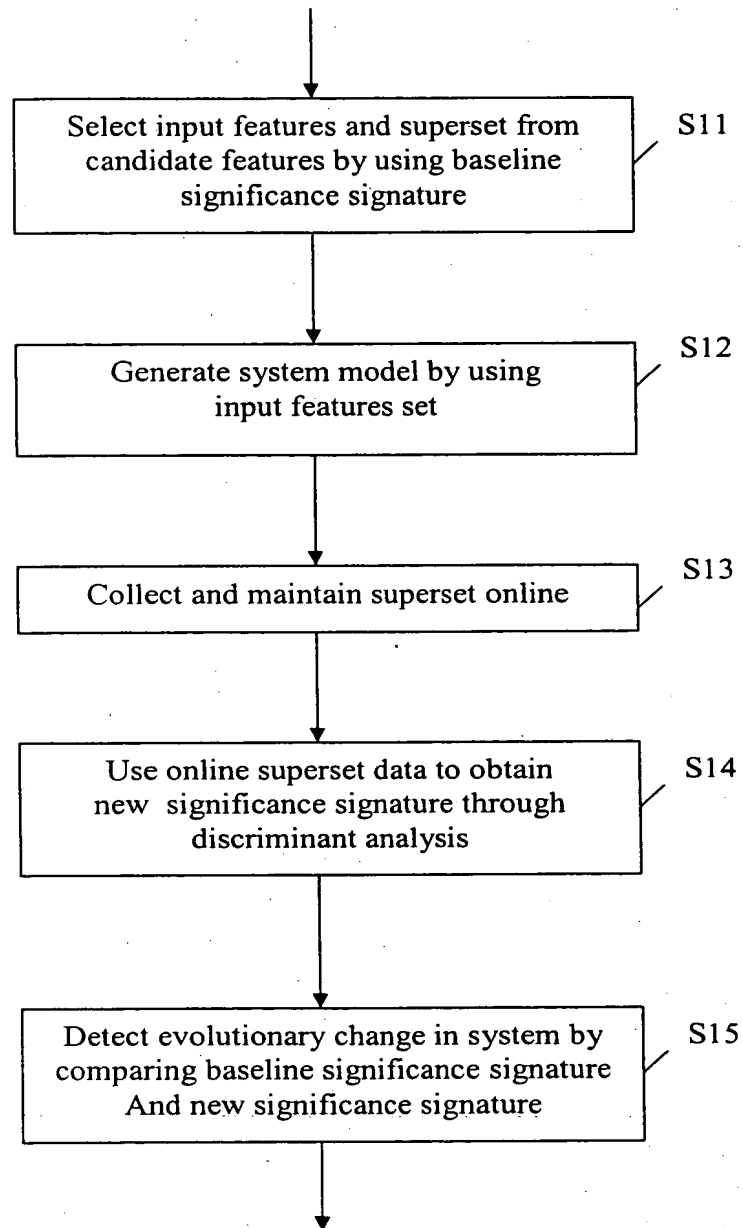 Select input features and superset from
candidate features by using baseline
significance signature
S11
Generate system model by using
input features set
S12
Collect and maintain superset online
S13
Use online superset data to obtain
new significance signature through
discriminant analysis
S14
Detect evolutionary change in system by
comparing baseline significance signature
And new significance signature
S15